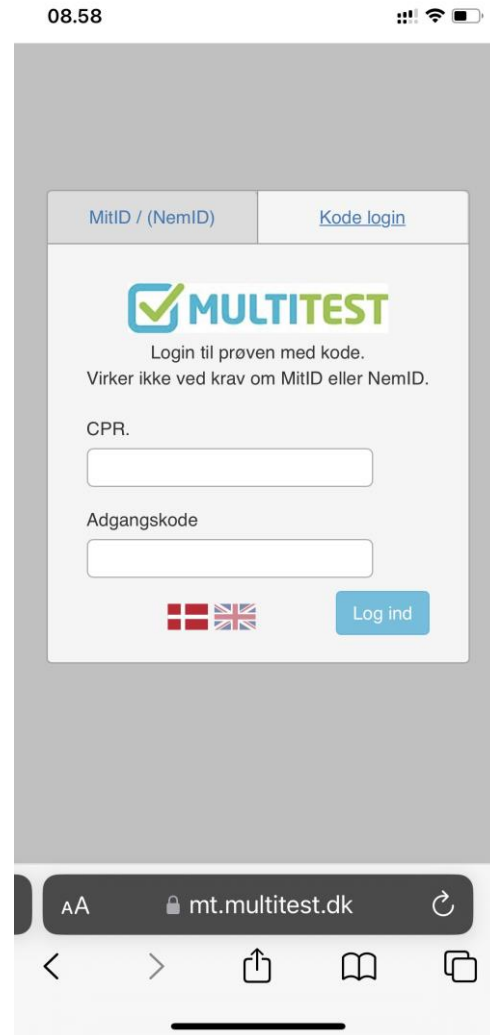 08.58
MitID / (NemID)
Kode login
MULTITEST
Login til prøven med kode.
Virker ikke ved krav om MitID eller NemID.
CPR.
Adgangskode
Log ind
AA
mt.multitest.dk